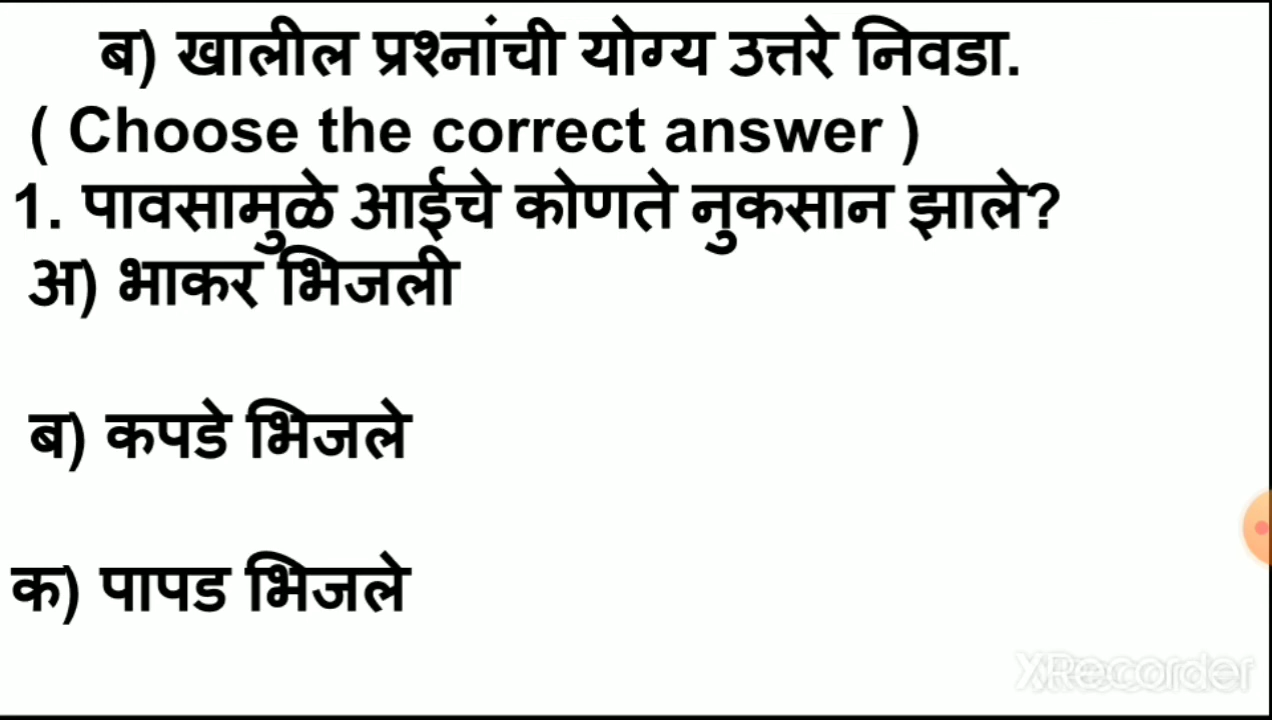 ब) खालील प्रश्नांची योग्य उत्तरे निवडा.
( Choose the correct answer )
1. पावसामुळे आईचे कोणते नुकसान झाले?
अ) भाकर भिजली
ब) कपडे भिजले
क) पापड भिजले
XRecorder